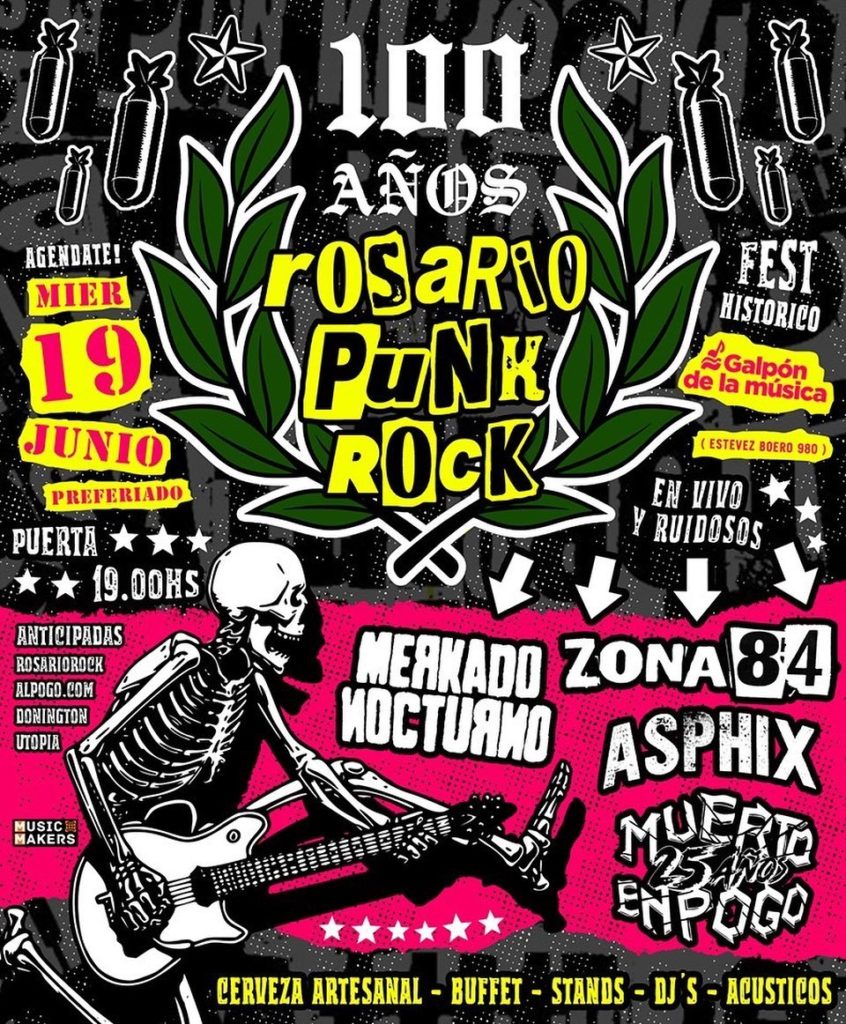 100
AÑOS
ROSARIO
PUNK
ROCK
AGENDATE!
MIER
19
JUNIO
PREFERIADO
PUERTA
19.00HS
FEST
HISTORICO
Galpón
de la música
( ESTEVEZ BOERO 980 )
EN VIVO
Y RUIDOSOS
ANTICIPADAS
ROSARIOROCK
ALPOGO.COM
DONINGTON
UTOPIA
MUSIC
MAKERS
MERKADO
NOCTURNO
ZONA 84
ASPHIX
MUERTO
25 AÑOS
EN POGO
CERVEZA ARTESANAL - BUFFET - STANDS - DJ´S - ACUSTICOS